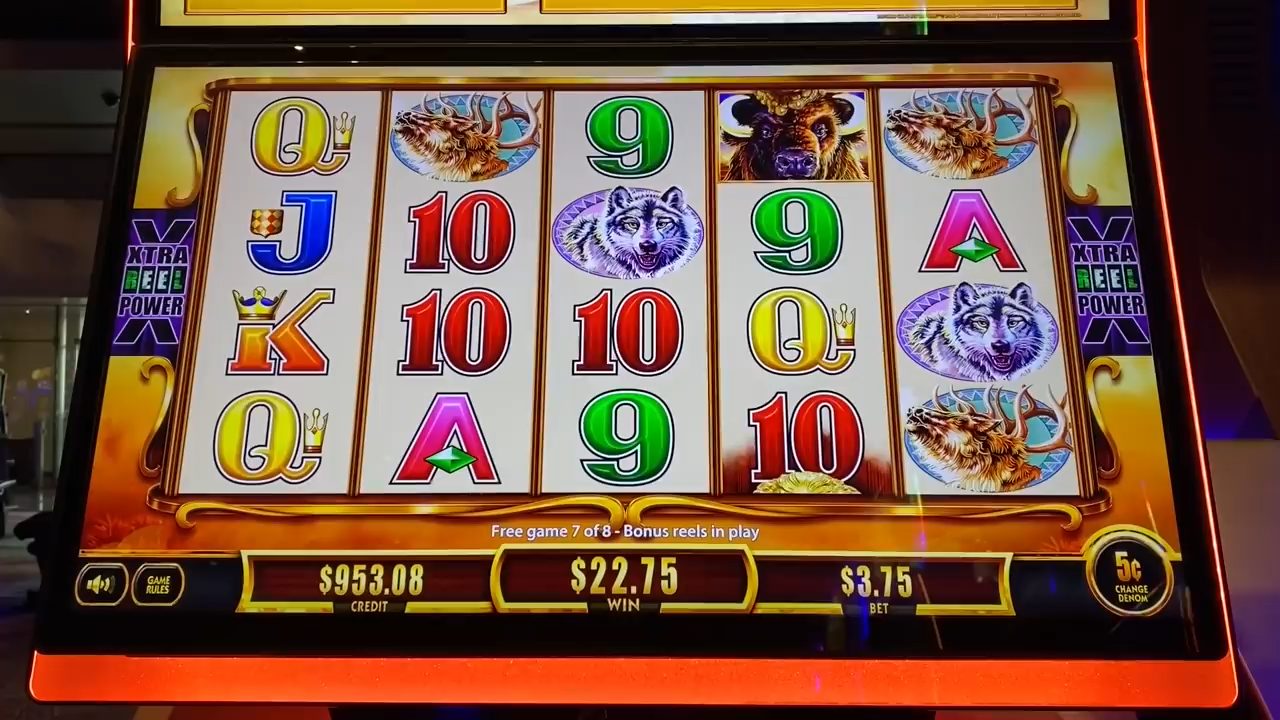 Q 9
J 10 9 A
K 10 10 Q
Q A 9 10
XTRA
REEL
POWER
X
XTRA
REEL
POWER
X
Free game 7 of 8 - Bonus reels in play
GAME
RULES
$953.08
CREDIT
$22.75
WIN
$3.75
BET
5¢
CHANGE
DENOM